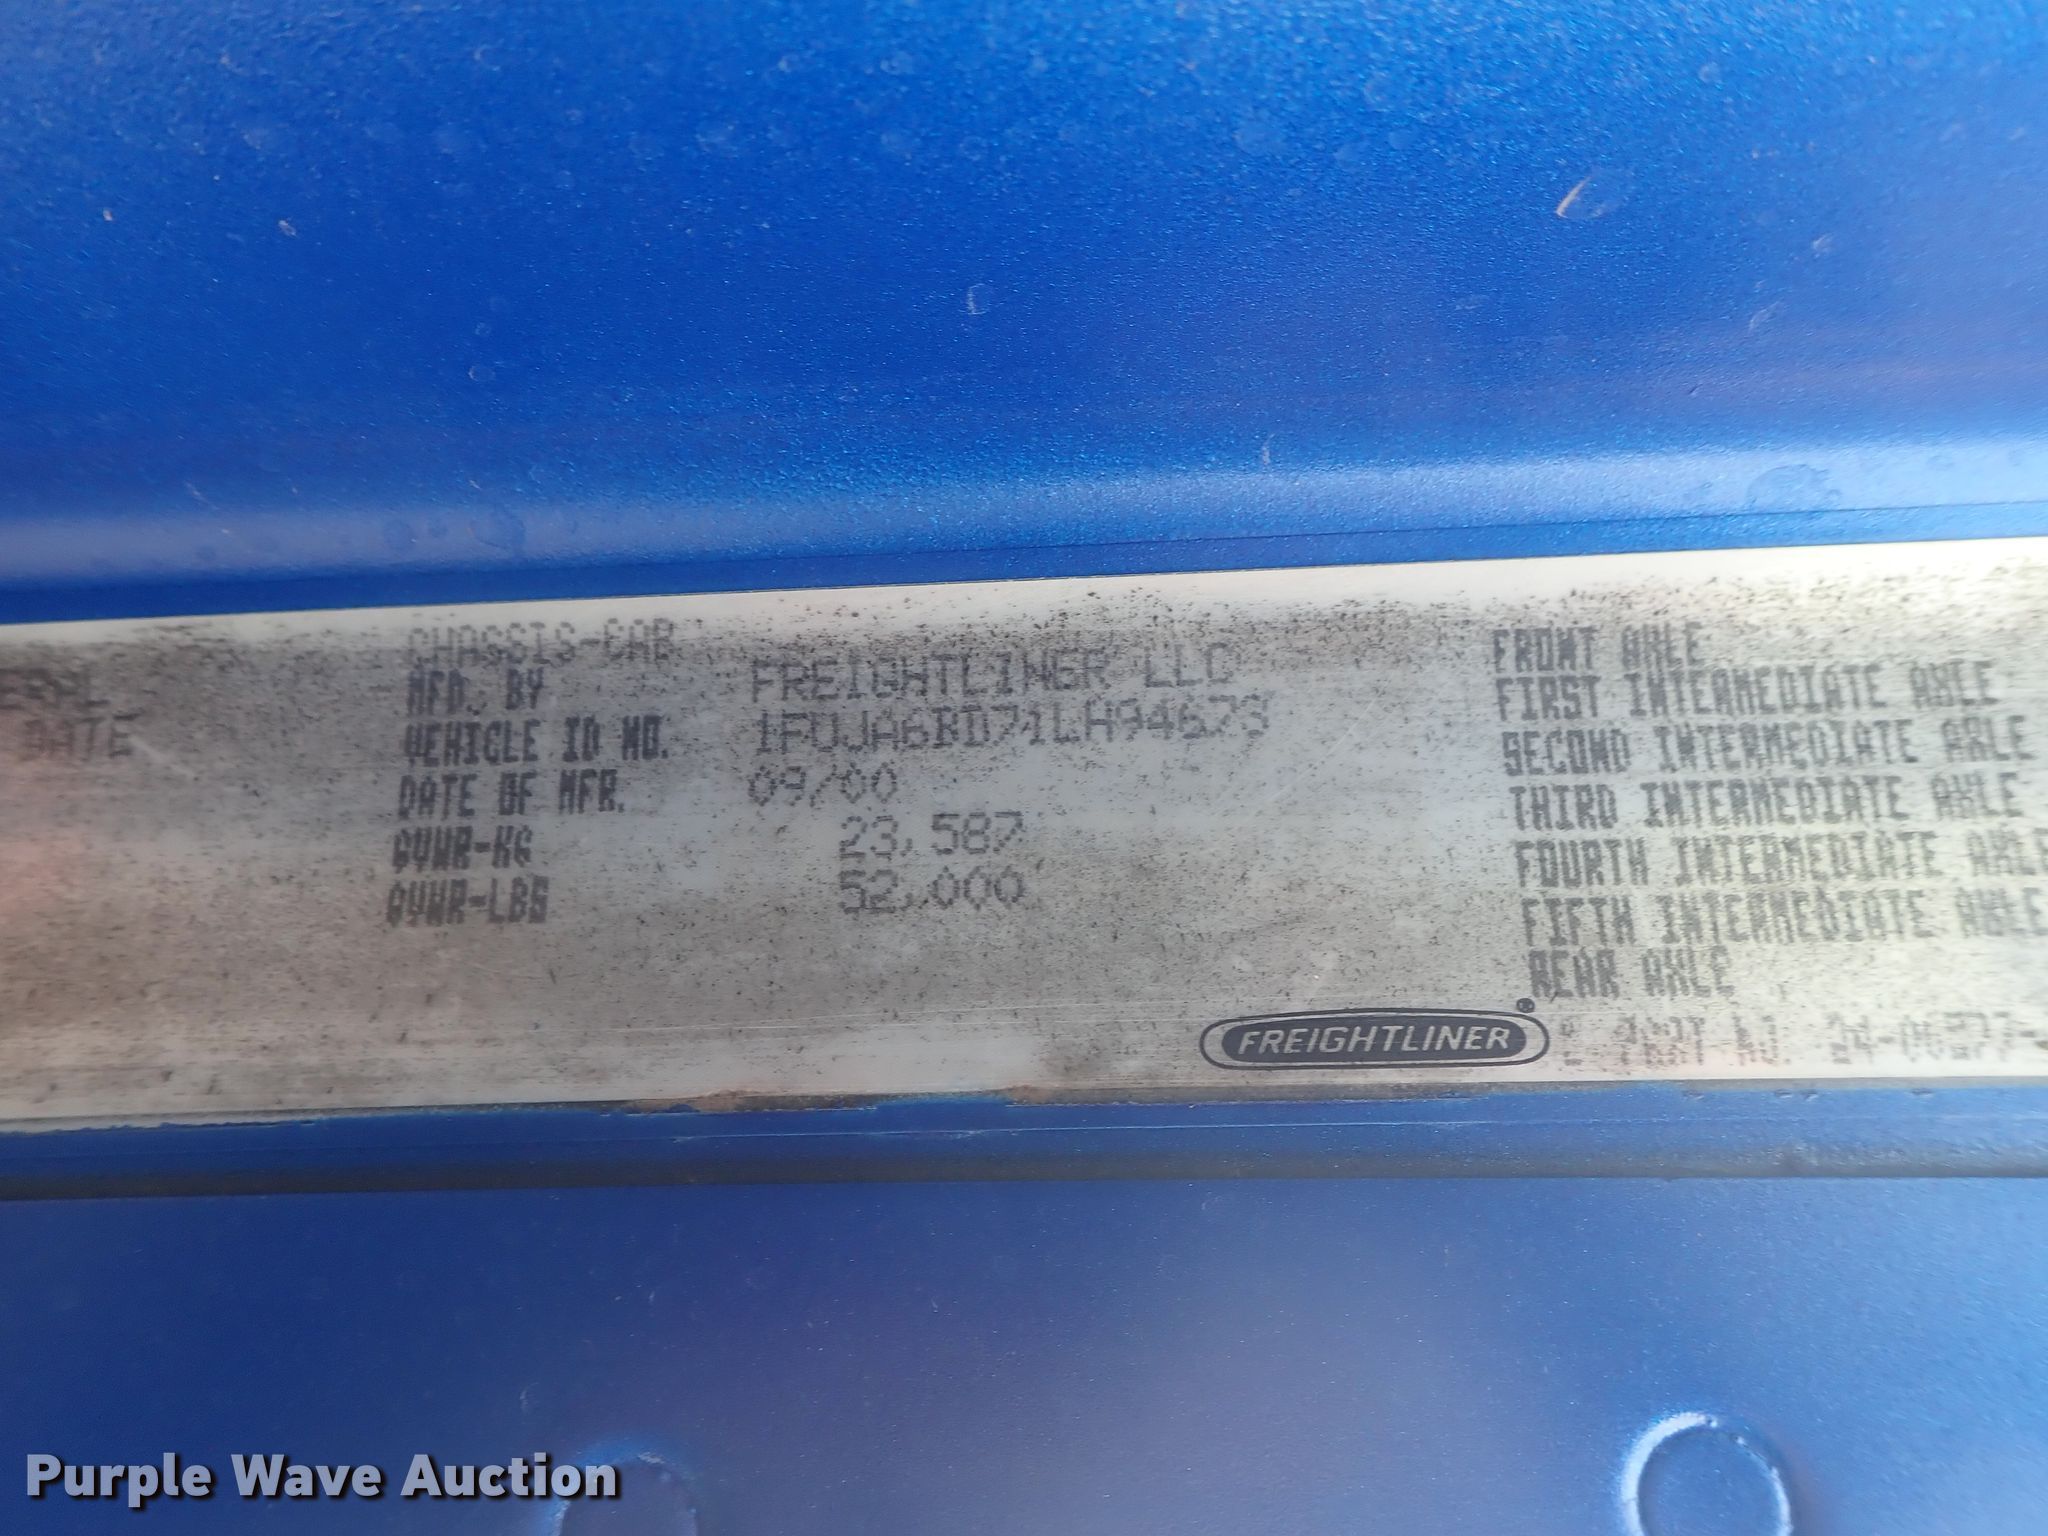 DATE
CHASSIS-CAB
MFD. BY FREIGHTLINER LLC
VEHICLE ID NO. 1FUJA6BD71LH94673
DATE OF MFR. 09/00
GVWR-KG 23,587
GVWR-LBS 52,000
FRONT AXLE
FIRST INTERMEDIATE AXLE
SECOND INTERMEDIATE AXLE
THIRD INTERMEDIATE AXLE
FOURTH INTERMEDIATE AXLE
FIFTH INTERMEDIATE AXLE
REAR AXLE
FREIGHTLINER
PART NO.
Purple Wave Auction